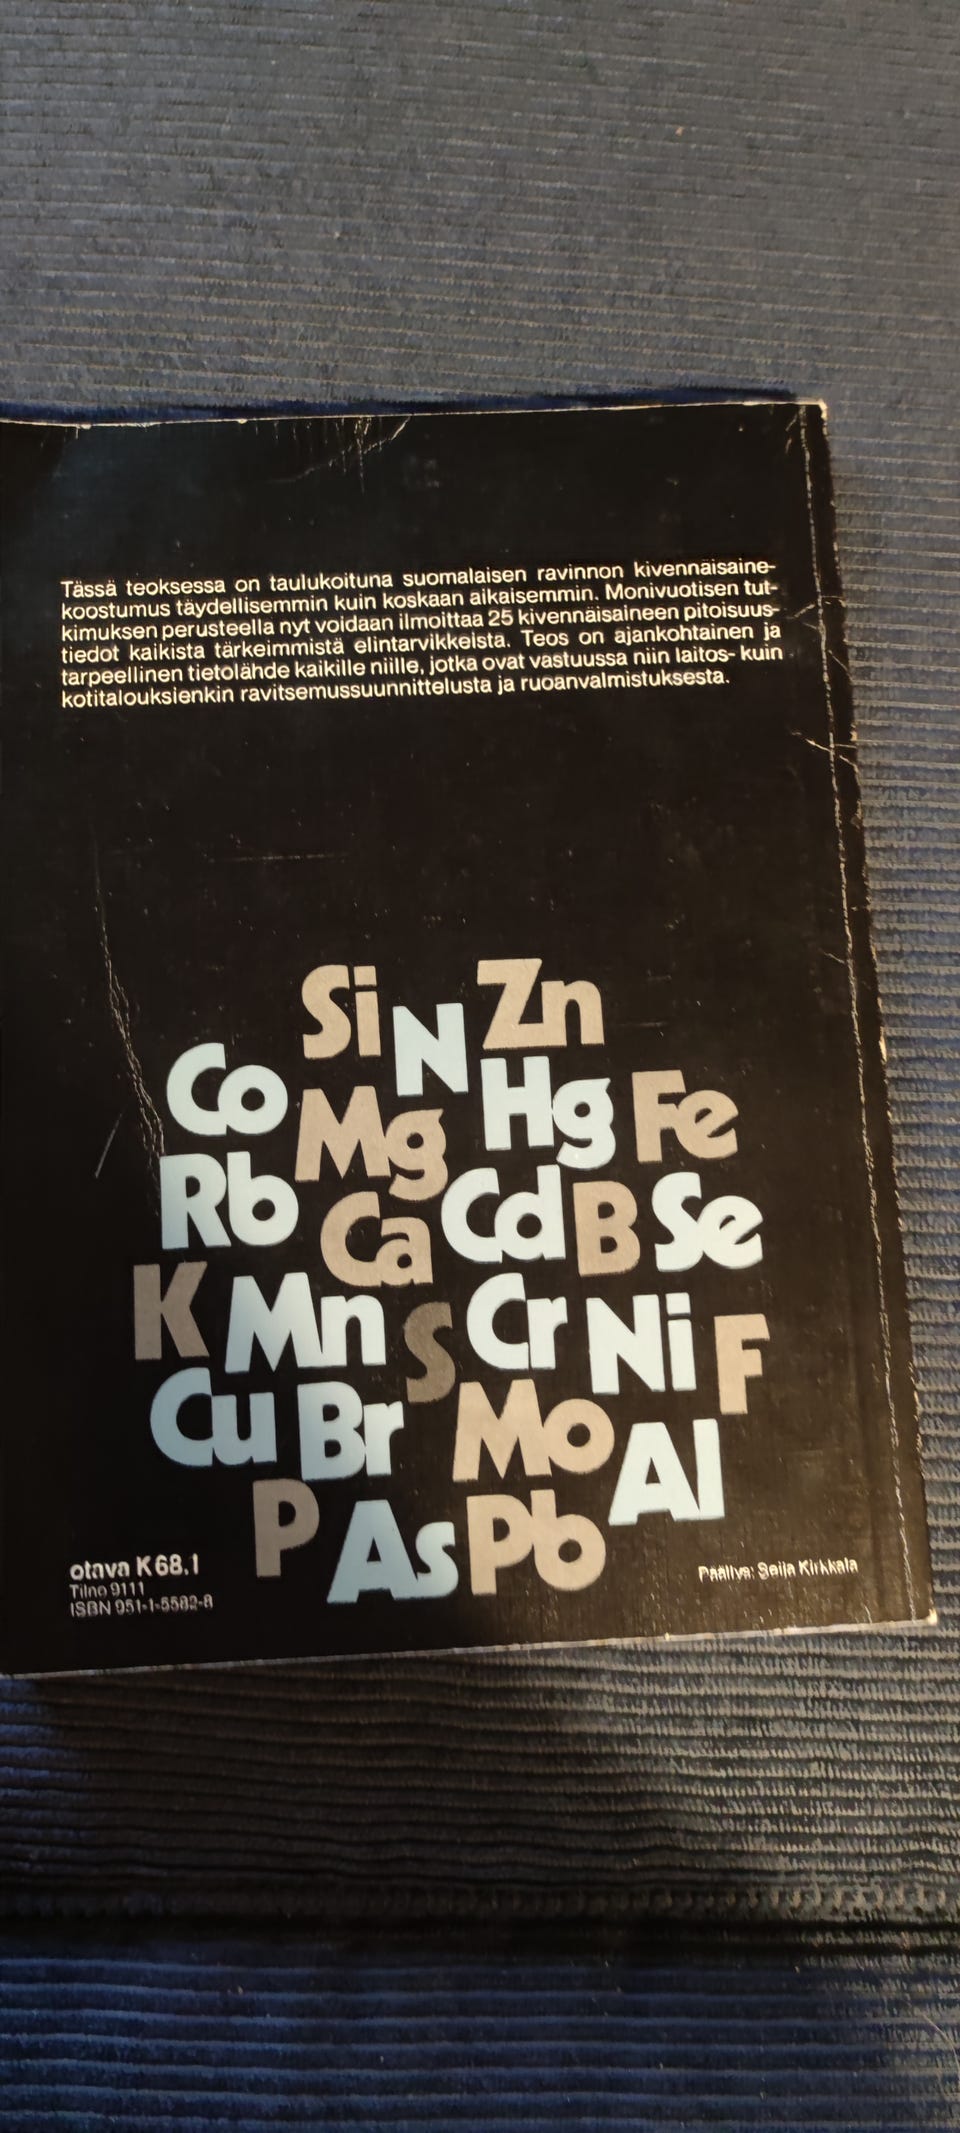 Tässä teoksessa on taulukoituna suomalaisen ravinnon kivennäisaine-
koostumus täydellisemmin kuin koskaan aikaisemmin. Monivuotisen tut-
kimuksen perusteella nyt voidaan ilmoittaa 25 kivennäisaineen pitoisuus-
tiedot kaikista tärkeimmistä elintarvikkeista. Teos on ajankohtainen ja
tarpeellinen tietolähde kaikille niille, jotka ovat vastuussa niin laitos- kuin
kotitalouksienkin ravitsemussuunnittelusta ja ruoanvalmistuksesta.
Si N Zn
Co Mg Hg Fe
Rb Ca Cd B Se
K Mn S Cr Ni F
Cu Br Mo Al
P As Pb
otava K 68.1
Tilno 9111
ISBN 951-1-5582-8
Päällys: Seija Kirkkala